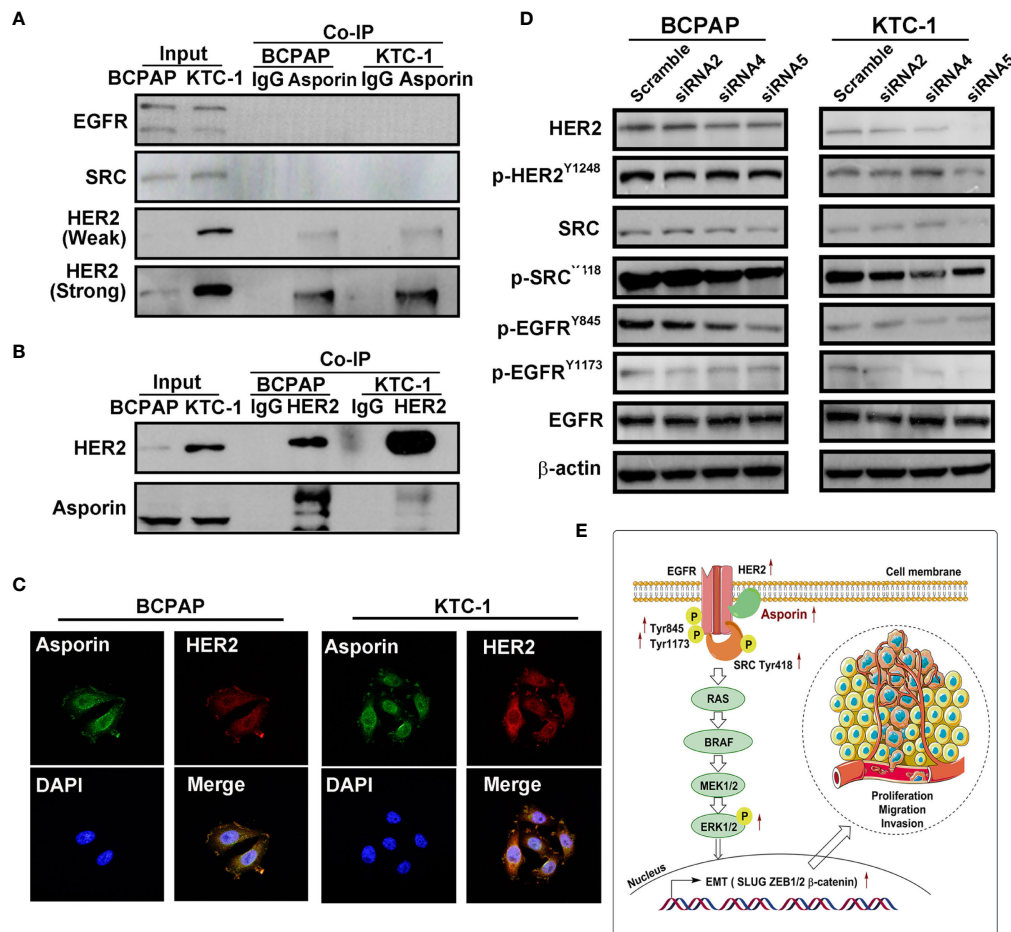 A
Co-IP
Input BCPAP KTC-1
BCPAP KTC-1 IgG Asporin IgG Asporin
EGFR
SRC
HER2
(Weak)
HER2
(Strong)
B
Co-IP
Input BCPAP KTC-1
BCPAP KTC-1 IgG HER2 IgG HER2
HER2
Asporin
C
BCPAP KTC-1
Asporin HER2 Asporin HER2
DAPI Merge DAPI Merge
D
BCPAP KTC-1
Scramble siRNA2 siRNA4 siRNA5 Scramble siRNA2 siRNA4 siRNA5
HER2
p-HER2Y1248
SRC
p-SRC
p-EGFRY845
p-EGFRY1173
EGFR
β-actin
E
EGFR HER2
Cell membrane
Asporin
P
Tyr845
P
Tyr1173
P
SRC Tyr418
RAS
BRAF
MEK1/2
P
ERK1/2
Proliferation
Migration
Invasion
Nucleus
EMT ( SLUG ZEB1/2 β-catenin)